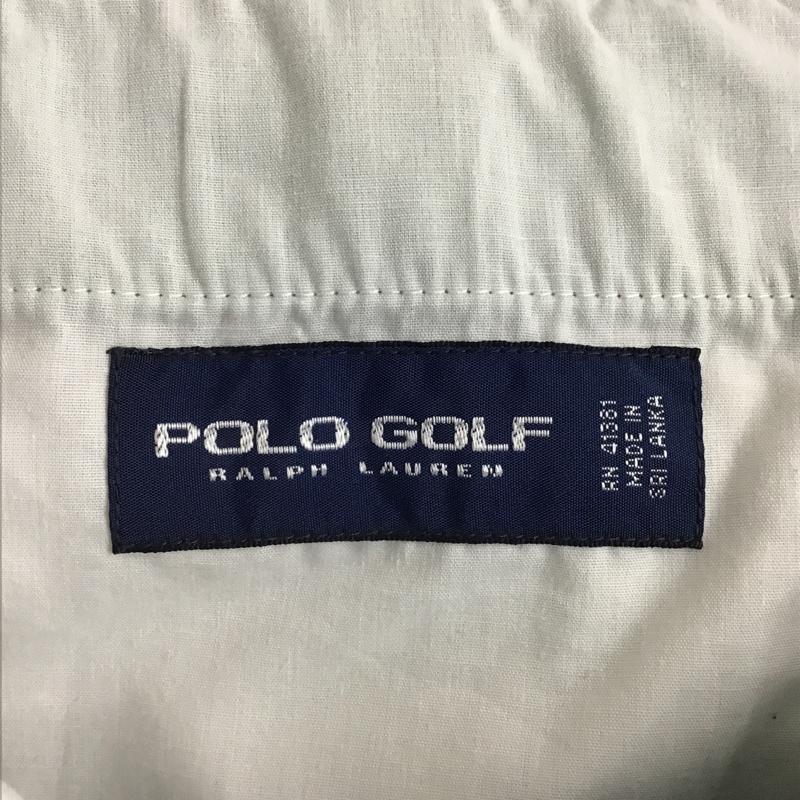 POLO GOLF
RALPH LAUREN
RN 41381
MADE IN
SRI LANKA